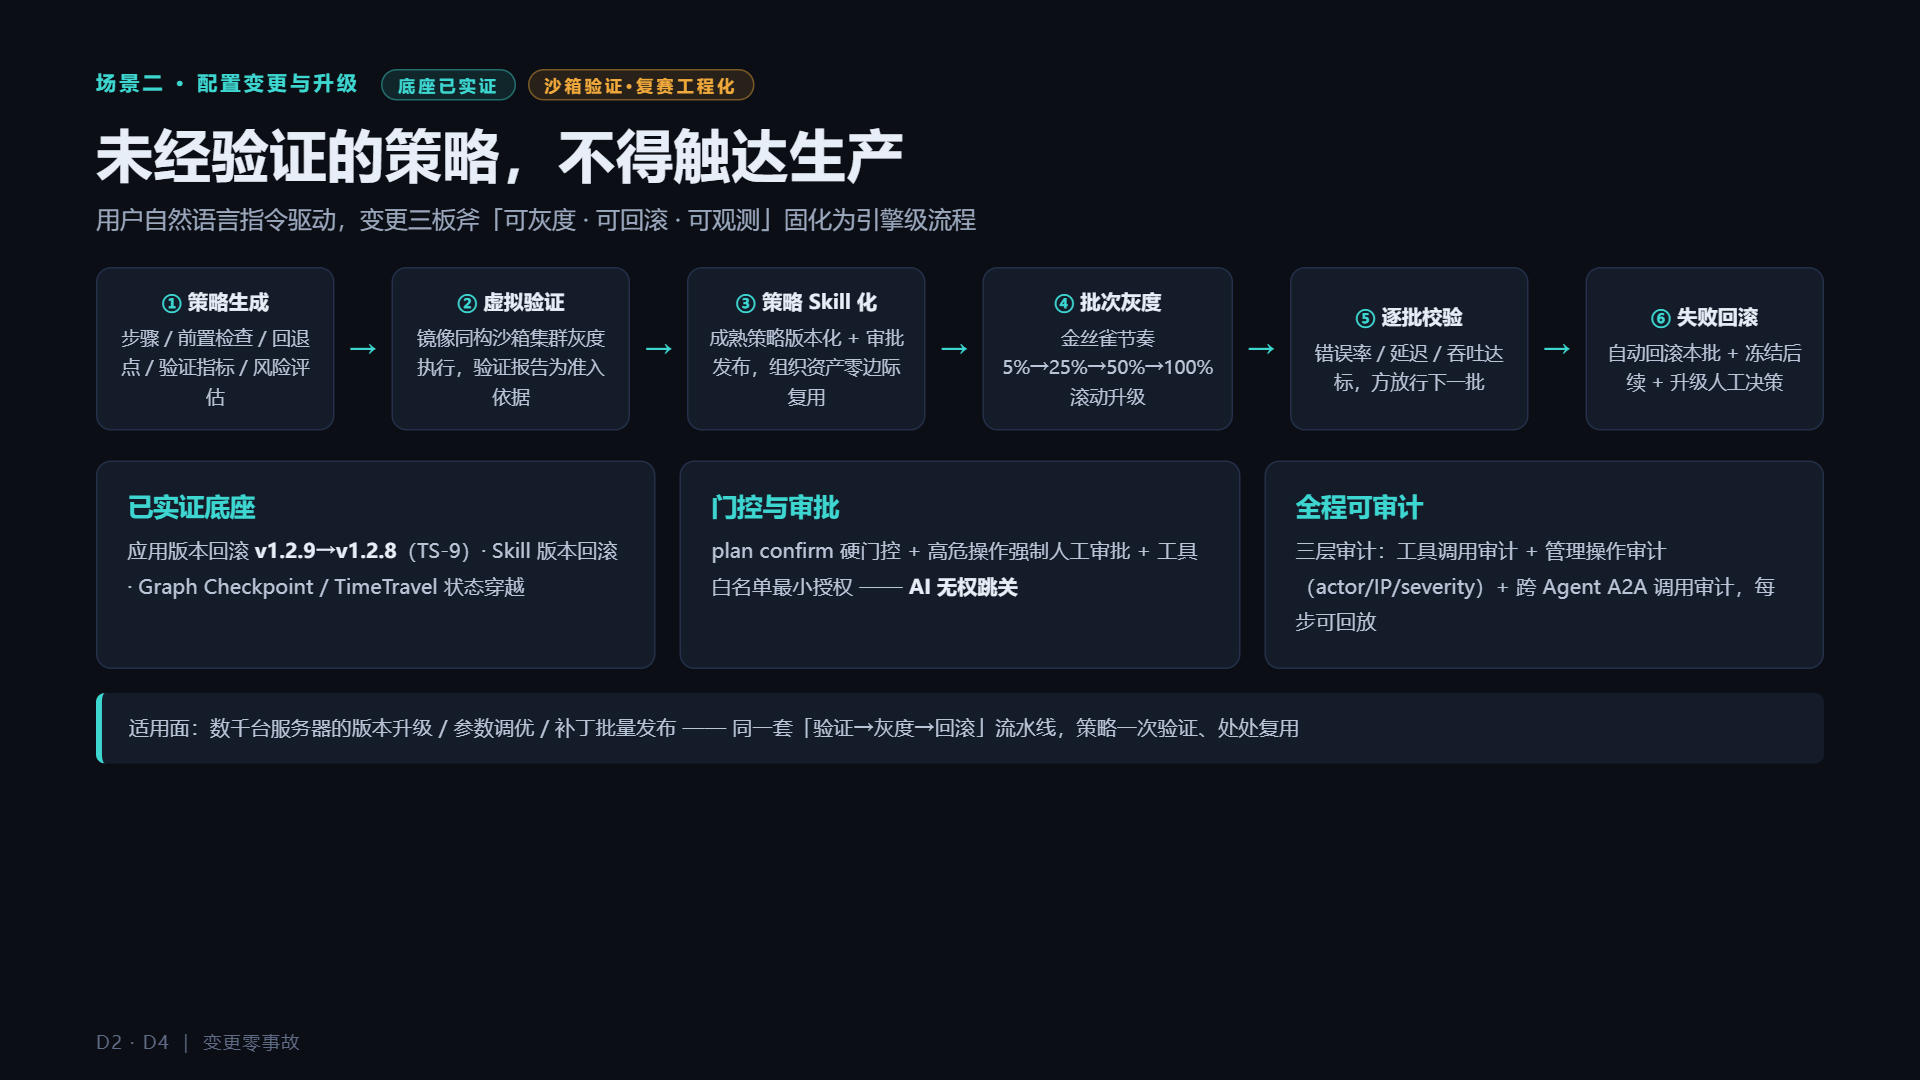 场景二 · 配置变更与升级 底座已实证 沙箱验证·复赛工程化
未经验证的策略，不得触达生产
用户自然语言指令驱动，变更三板斧「可灰度 · 可回滚 · 可观测」固化为引擎级流程
① 策略生成
步骤 / 前置检查 / 回退
点 / 验证指标 / 风险评
估
→
② 虚拟验证
镜像同构沙箱集群灰度
执行，验证报告为准入
依据
→
③ 策略 Skill 化
成熟策略版本化 + 审批
发布，组织资产零边际
复用
→
④ 批次灰度
金丝雀节奏
5%→25%→50%→100%
滚动升级
→
⑤ 逐批校验
错误率 / 延迟 / 吞吐达
标，方放行下一批
→
⑥ 失败回滚
自动回滚本批 + 冻结后
续 + 升级人工决策
已实证底座
应用版本回滚 v1.2.9→v1.2.8（TS-9）· Skill 版本回滚
· Graph Checkpoint / TimeTravel 状态穿越
门控与审批
plan confirm 硬门控 + 高危操作强制人工审批 + 工具
白名单最小授权 —— AI 无权跳关
全程可审计
三层审计：工具调用审计 + 管理操作审计
（actor/IP/severity）+ 跨 Agent A2A 调用审计，每
步可回放
适用面：数千台服务器的版本升级 / 参数调优 / 补丁批量发布 —— 同一套「验证→灰度→回滚」流水线，策略一次验证、处处复用
D2 · D4 ｜ 变更零事故